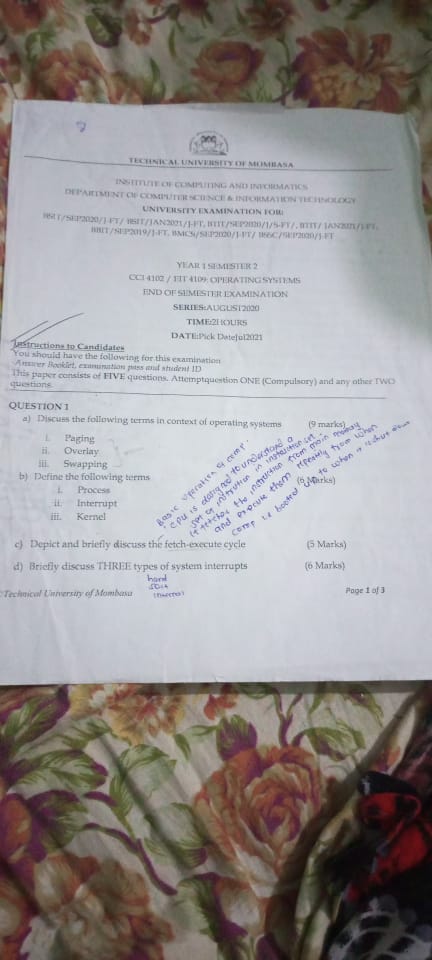 TECHNICAL UNIVERSITY OF MOMBASA
INSTITUTE OF COMPUTING AND INFORMATICS
DEPARTMENT OF COMPUTER SCIENCE & INFORMATION TECHNOLOGY
UNIVERSITY EXAMINATION FOR:
BSIT/SEP2020/J-FT/ BSIT/JAN2021/J-FT, BTIT/SEP2020/J/S-FT/, BTIT/ JAN2021/J-FT,
BBIT/SEP2019/J-FT, BMCS/SEP2020/J-FT/ BSSC/SEP2020/J-FT
YEAR 1 SEMESTER 2
CCI 4102 / EIT 4109: OPERATING SYSTEMS
END OF SEMESTER EXAMINATION
SERIES:AUGUST2020
TIME:2HOURS
DATE:Pick DateJul2021
Instructions to Candidates
You should have the following for this examination
-Answer Booklet, examination pass and student ID
This paper consists of FIVE questions. Attemptquestion ONE (Compulsory) and any other TWO
questions.
QUESTION 1
a) Discuss the following terms in context of operating systems (9 marks)
i. Paging
ii. Overlay
iii. Swapping
b) Define the following terms (6 Marks)
i. Process
ii. Interrupt
iii. Kernel
Basic operation of comp
CPU is designed to understand a
set of instruction in instruction set
it fetches the instruction from main memory
and execute them repeately from when
comp is booted up to when it is shut down
c) Depict and briefly discuss the fetch-execute cycle (5 Marks)
d) Briefly discuss THREE types of system interrupts (6 Marks)
hard
soft
internal
Technical University of Mombasa Page 1 of 3